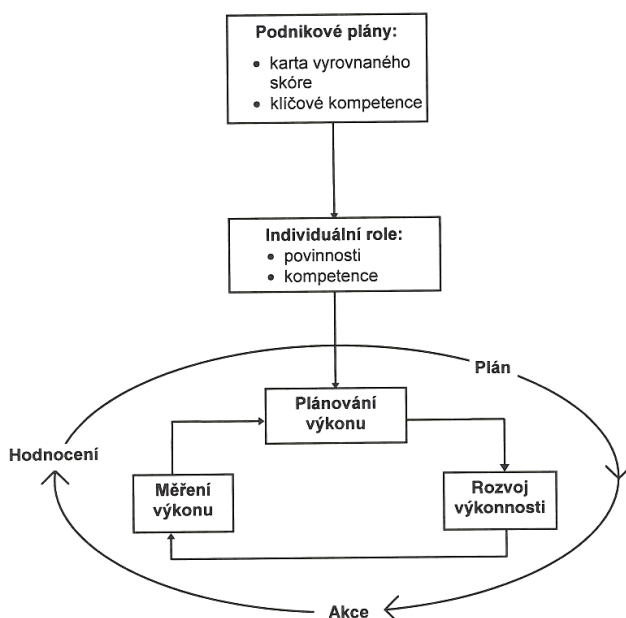 Podnikové plány:
• karta vyrovnaného
skóre
• klíčové kompetence
Individuální role:
• povinnosti
• kompetence
Plán
Plánování
výkonu
Hodnocení
Měření
výkonu
Rozvoj
výkonnosti
Akce